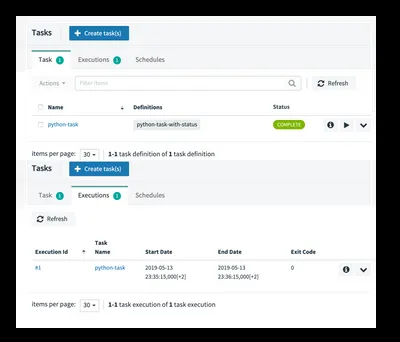 Tasks
+ Create task(s)
Task 1 Executions 1 Schedules
Actions Filter items Refresh
Name Definitions Status
python-task python-task-with-status COMPLETE
items per page: 30 1-1 task definition of 1 task definition
Tasks
+ Create task(s)
Task 1 Executions 1 Schedules
Refresh
Execution Id Task Name Start Date End Date Exit Code
#1 python-task 2019-05-13 23:35:15,000[+2] 2019-05-13 23:36:15,000[+2] 0
items per page: 30 1-1 task execution of 1 task execution